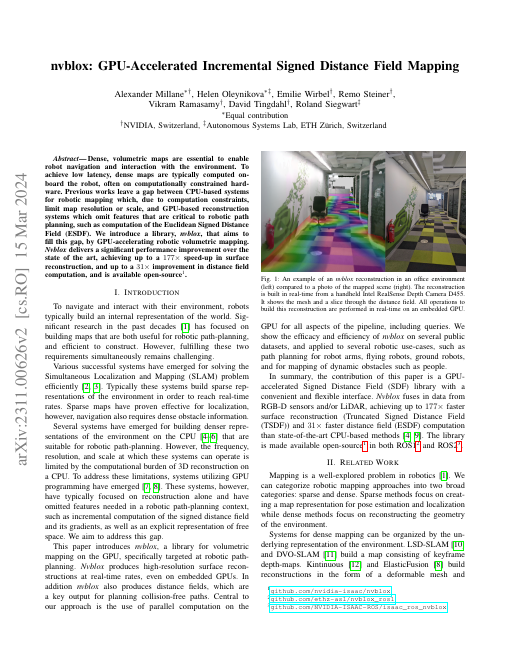 nvblox: GPU-Accelerated Incremental Signed Distance Field Mapping
Alexander Millane*†, Helen Oleynikova*‡, Emilie Wirbel†, Remo Steiner†,
Vikram Ramasamy†, David Tingdahl†, Roland Siegwart‡
*Equal contribution
†NVIDIA, Switzerland, ‡Autonomous Systems Lab, ETH Zürich, Switzerland
arXiv:2311.00626v2 [cs.RO] 15 Mar 2024
Abstract—Dense, volumetric maps are essential to enable
robot navigation and interaction with the environment. To
achieve low latency, dense maps are typically computed on-
board the robot, often on computationally constrained hard-
ware. Previous works leave a gap between CPU-based systems
for robotic mapping which, due to computation constraints,
limit map resolution or scale, and GPU-based reconstruction
systems which omit features that are critical to robotic path
planning, such as computation of the Euclidean Signed Distance
Field (ESDF). We introduce a library, nvblox, that aims to
fill this gap, by GPU-accelerating robotic volumetric mapping.
Nvblox delivers a significant performance improvement over the
state of the art, achieving up to a 177× speed-up in surface
reconstruction, and up to a 31× improvement in distance field
computation, and is available open-source1.
I. INTRODUCTION
To navigate and interact with their environment, robots
typically build an internal representation of the world. Sig-
nificant research in the past decades [1] has focused on
building maps that are both useful for robotic path-planning,
and efficient to construct. However, fulfilling these two
requirements simultaneously remains challenging.
Various successful systems have emerged for solving the
Simultaneous Localization and Mapping (SLAM) problem
efficiently [2, 3]. Typically these systems build sparse rep-
resentations of the environment in order to reach real-time
rates. Sparse maps have proven effective for localization,
however, navigation also requires dense obstacle information.
Several systems have emerged for building denser repre-
sentations of the environment on the CPU [4–6] that are
suitable for robotic path-planning. However, the frequency,
resolution, and scale at which these systems can operate is
limited by the computational burden of 3D reconstruction on
a CPU. To address these limitations, systems utilizing GPU
programming have emerged [7, 8]. These systems, however,
have typically focused on reconstruction alone and have
omitted features needed in a robotic path-planning context,
such as incremental computation of the signed distance field
and its gradients, as well as an explicit representation of free
space. We aim to address this gap.
This paper introduces nvblox, a library for volumetric
mapping on the GPU, specifically targeted at robotic path-
planning. Nvblox produces high-resolution surface recon-
structions at real-time rates, even on embedded GPUs. In
addition nvblox also produces distance fields, which are
a key output for planning collision-free paths. Central to
our approach is the use of parallel computation on the
Fig. 1: An example of an nvblox reconstruction in an office environment
(left) compared to a photo of the mapped scene (right). The reconstruction
is built in real-time from a handheld Intel RealSense Depth Camera D455.
It shows the mesh and a slice through the distance field. All operations to
build this reconstruction are performed in real-time on an embedded GPU.
GPU for all aspects of the pipeline, including queries. We
show the efficacy and efficiency of nvblox on several public
datasets, and applied to several robotic use-cases, such as
path planning for robot arms, flying robots, ground robots,
and for mapping of dynamic obstacles such as people.
In summary, the contribution of this paper is a GPU-
accelerated Signed Distance Field (SDF) library with a
convenient and flexible interface. Nvblox fuses in data from
RGB-D sensors and/or LiDAR, achieving up to 177× faster
surface reconstruction (Truncated Signed Distance Field
(TSDF)) and 31× faster distance field (ESDF) computation
than state-of-the-art CPU-based methods [4, 9]. The library
is made available open-source1 in both ROS1 and ROS2.
II. RELATED WORK
Mapping is a well-explored problem in robotics [1]. We
can categorize robotic mapping approaches into two broad
categories: sparse and dense. Sparse methods focus on creat-
ing a map representation for pose estimation and localization
while dense methods focus on reconstructing the geometry
of the environment.
Systems for dense mapping can be organized by the un-
derlying representation of environment. LSD-SLAM [10]
and DVO-SLAM [11] build a map consisting of keyframe
depth-maps. Kintinuous [12] and ElasticFusion [8] build
reconstructions in the form of a deformable mesh and
github.com/nvidia-isaac/nvblox
github.com/ethz-asl/nvblox_ros1
github.com/NVIDIA-ISAAC-ROS/isaac_ros_nvblox